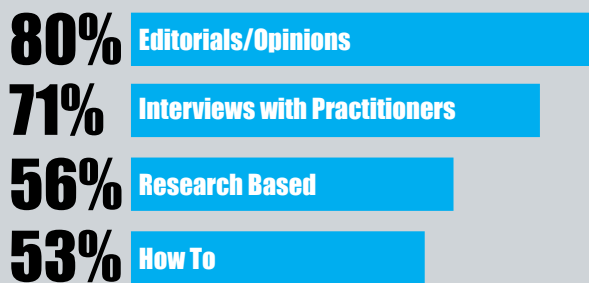 80% Editorials/Opinions
71% Interviews with Practitioners
56% Research Based
53% How To